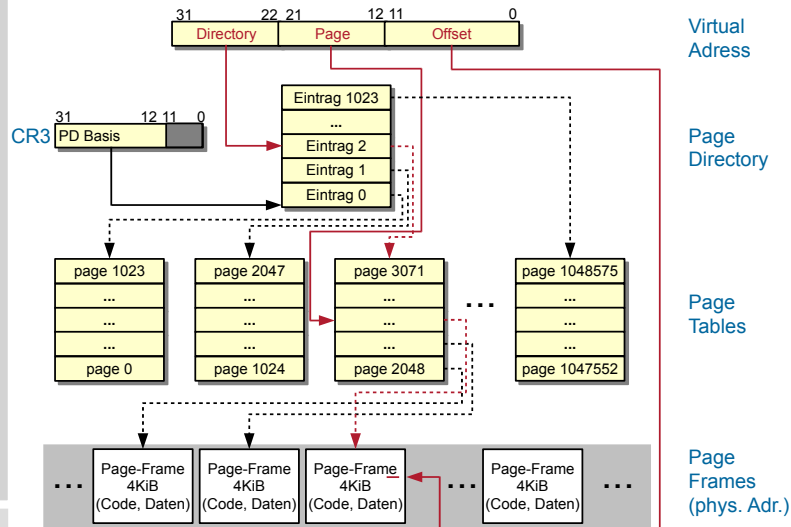 31 22 21 12 11 0
Directory Page Offset
Virtual
Adress
Eintrag 1023
...
Eintrag 2
Eintrag 1
Eintrag 0
31 12 11 0
CR3 PD Basis
Page
Directory
page 1023 page 2047 page 3071 page 1048575
... ... ... ...
... ... ... ... ...
... ... ... ...
page 0 page 1024 page 2048 page 1047552
Page
Tables
... Page-Frame Page-Frame Page-Frame ... Page-Frame ...
4KiB 4KiB 4KiB 4KiB
(Code, Daten) (Code, Daten) (Code, Daten) (Code, Daten)
Page
Frames
(phys. Adr.)